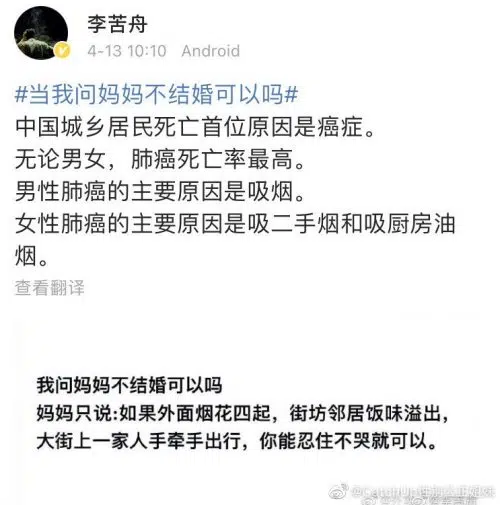 李苦舟
4-13 10:10 Android
#当我问妈妈不结婚可以吗#
中国城乡居民死亡首位原因是癌症。
无论男女，肺癌死亡率最高。
男性肺癌的主要原因是吸烟。
女性肺癌的主要原因是吸二手烟和吸厨房油
烟。
查看翻译
我问妈妈不结婚可以吗
妈妈只说:如果外面烟花四起，街坊邻居饭味溢出，
大街上一家人手牵手出行，你能忍住不哭就可以。